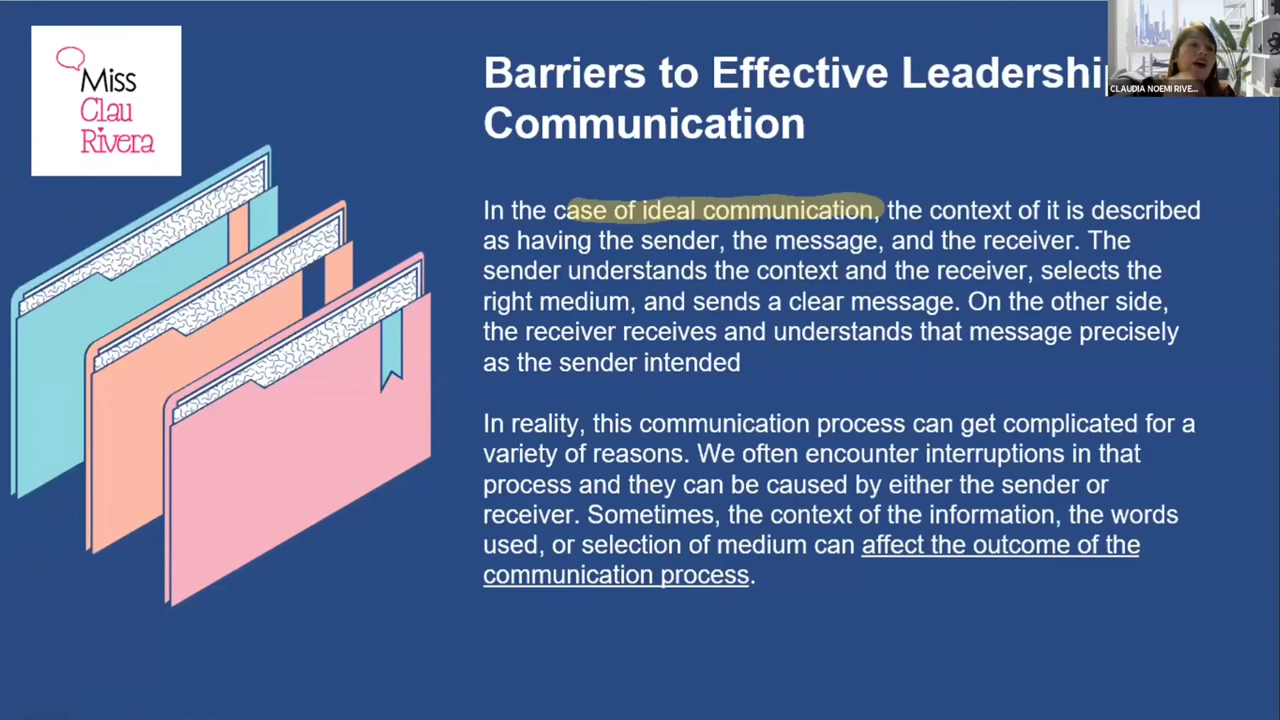 Miss
Clau
Rivera
Barriers to Effective Leadership
Communication
CLAUDIA NOEMI RIVE...
In the case of ideal communication, the context of it is described
as having the sender, the message, and the receiver. The
sender understands the context and the receiver, selects the
right medium, and sends a clear message. On the other side,
the receiver receives and understands that message precisely
as the sender intended
In reality, this communication process can get complicated for a
variety of reasons. We often encounter interruptions in that
process and they can be caused by either the sender or
receiver. Sometimes, the context of the information, the words
used, or selection of medium can affect the outcome of the
communication process.